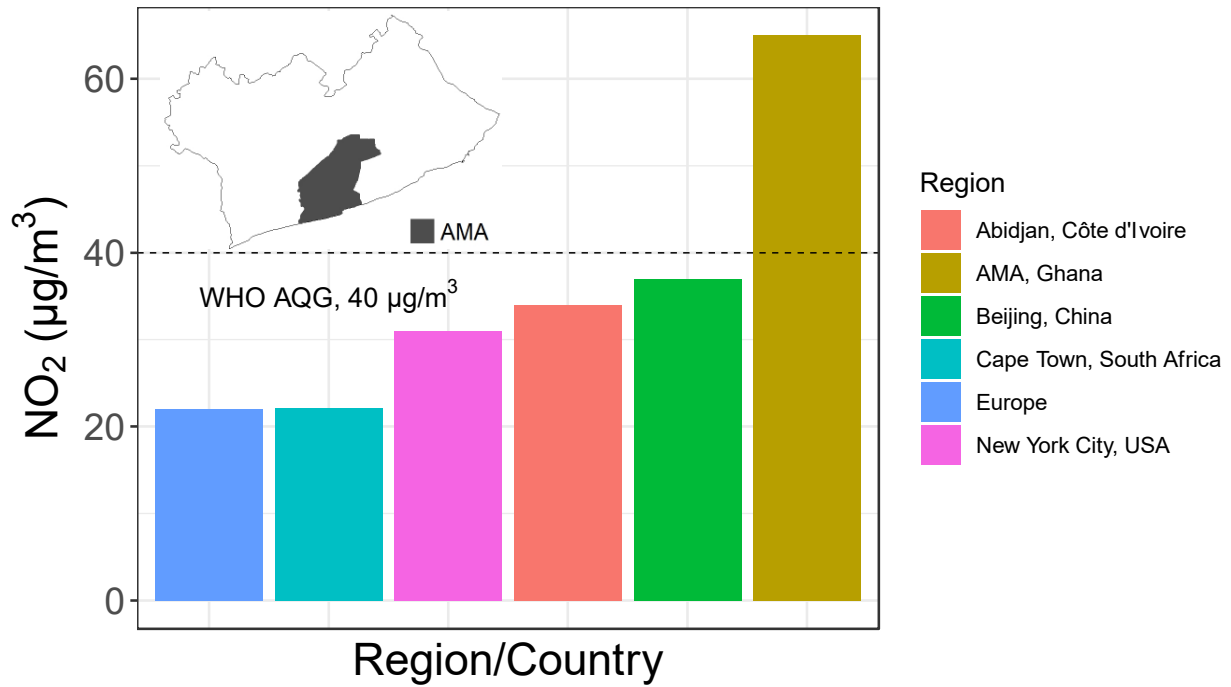 NO₂ (µg/m³)
60
40
20
0
AMA
WHO AQG, 40 µg/m³
Region/Country
Region
Abidjan, Côte d'Ivoire
AMA, Ghana
Beijing, China
Cape Town, South Africa
Europe
New York City, USA